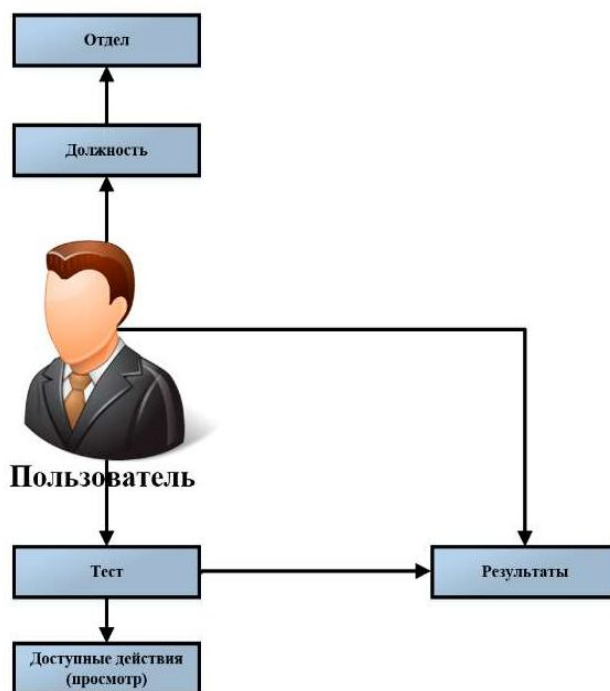 Отдел
Должность
Пользователь
Тест
Результаты
Доступные действия
(просмотр)